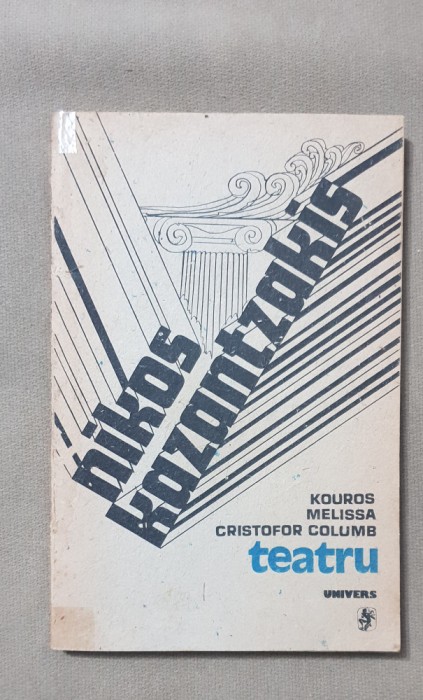 nikos
kazantzakis
KOUROS
MELISSA
CRISTOFOR COLUMB
teatru
UNIVERS